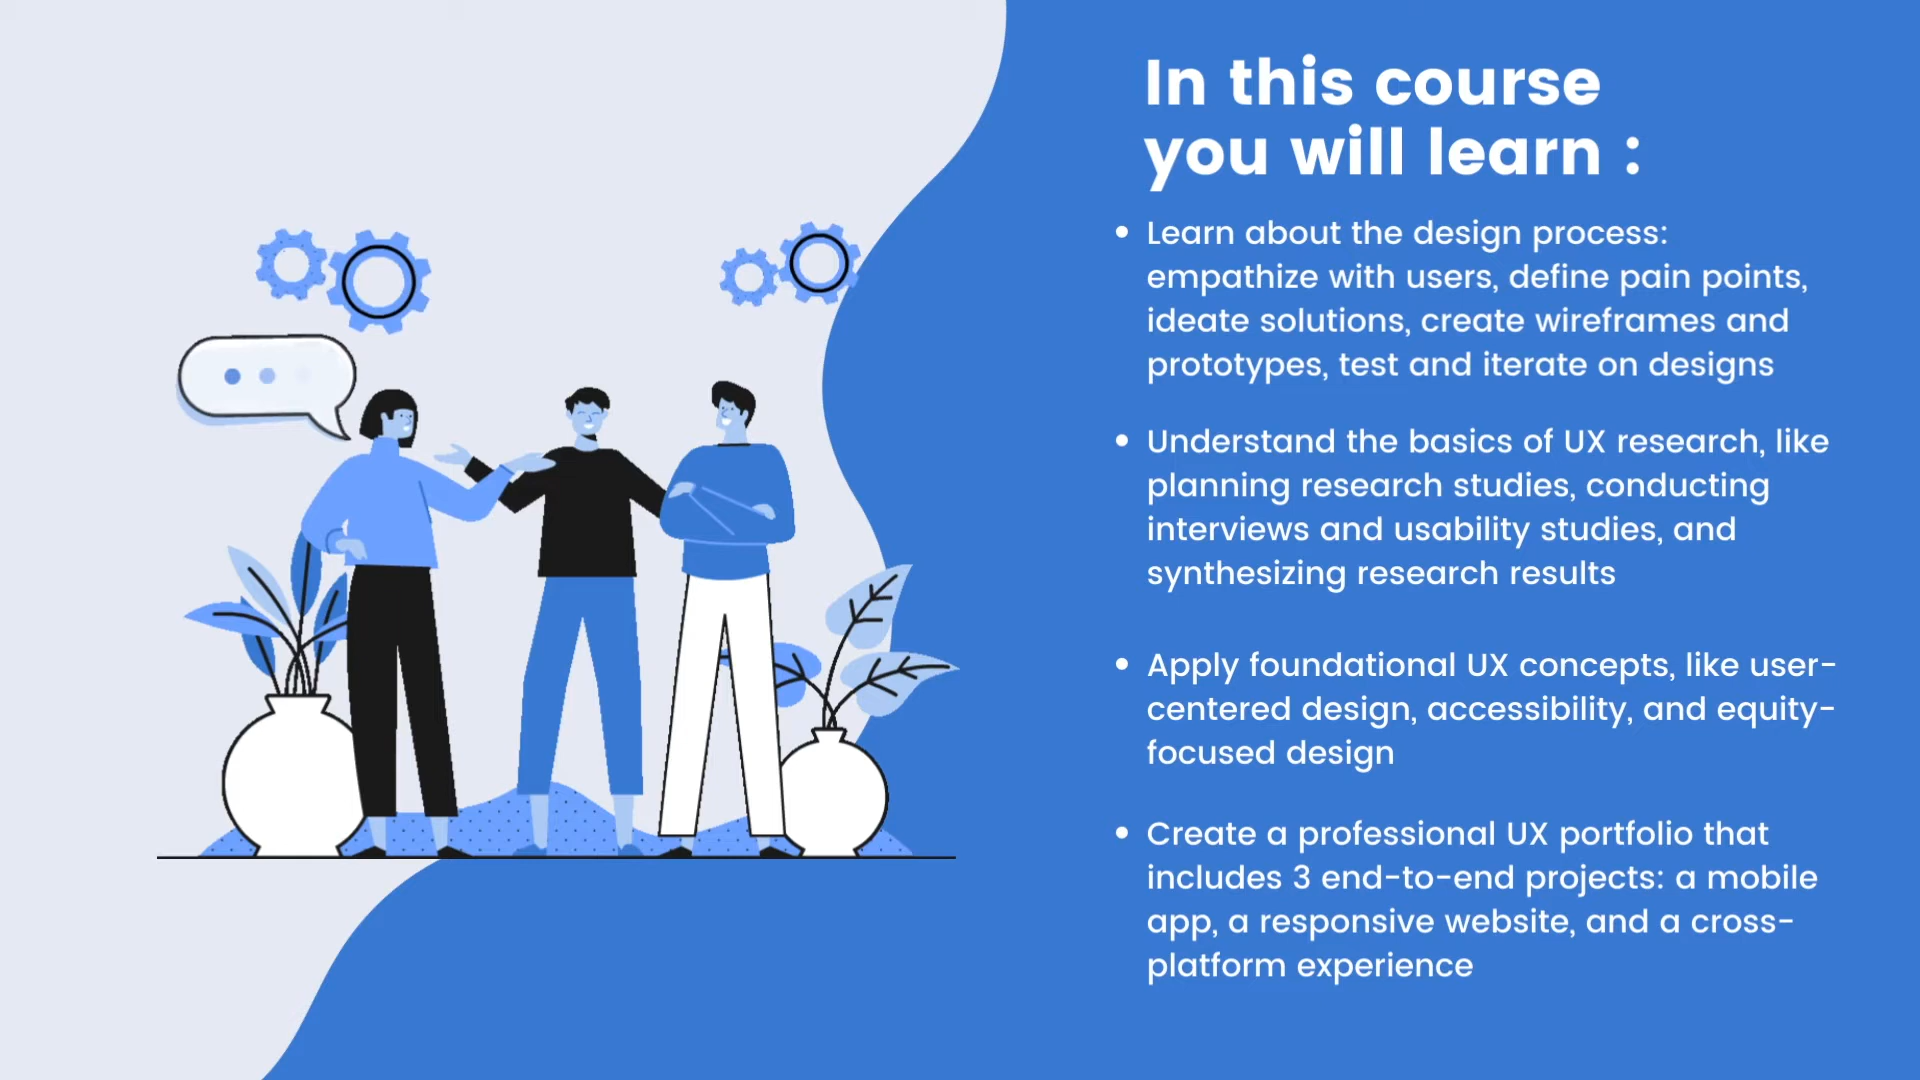 In this course
you will learn :
• Learn about the design process:
empathize with users, define pain points,
ideate solutions, create wireframes and
prototypes, test and iterate on designs
• Understand the basics of UX research, like
planning research studies, conducting
interviews and usability studies, and
synthesizing research results
• Apply foundational UX concepts, like user-
centered design, accessibility, and equity-
focused design
• Create a professional UX portfolio that
includes 3 end-to-end projects: a mobile
app, a responsive website, and a cross-
platform experience